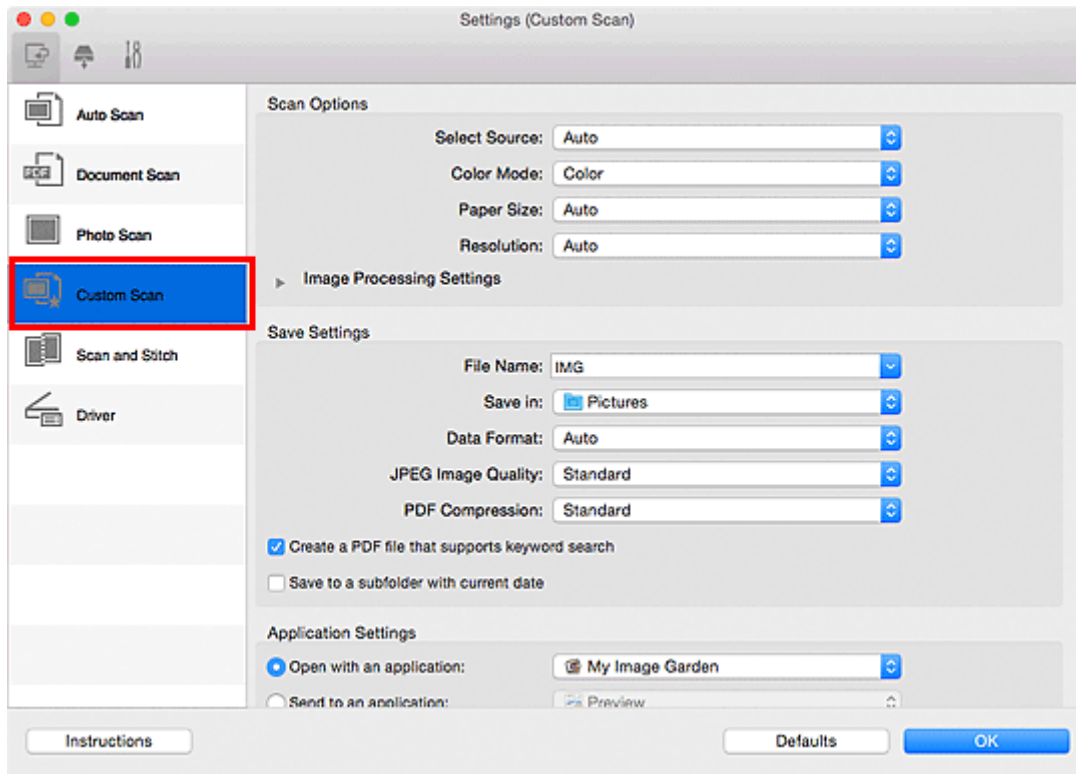 Settings (Custom Scan)
Auto Scan
Document Scan
Photo Scan
Custom Scan
Scan and Stitch
Driver
Scan Options
Select Source: Auto
Color Mode: Color
Paper Size: Auto
Resolution: Auto
Image Processing Settings
Save Settings
File Name: IMG
Save in: Pictures
Data Format: Auto
JPEG Image Quality: Standard
PDF Compression: Standard
Create a PDF file that supports keyword search
Save to a subfolder with current date
Application Settings
Open with an application: My Image Garden
Send to an application: Preview
Instructions Defaults OK